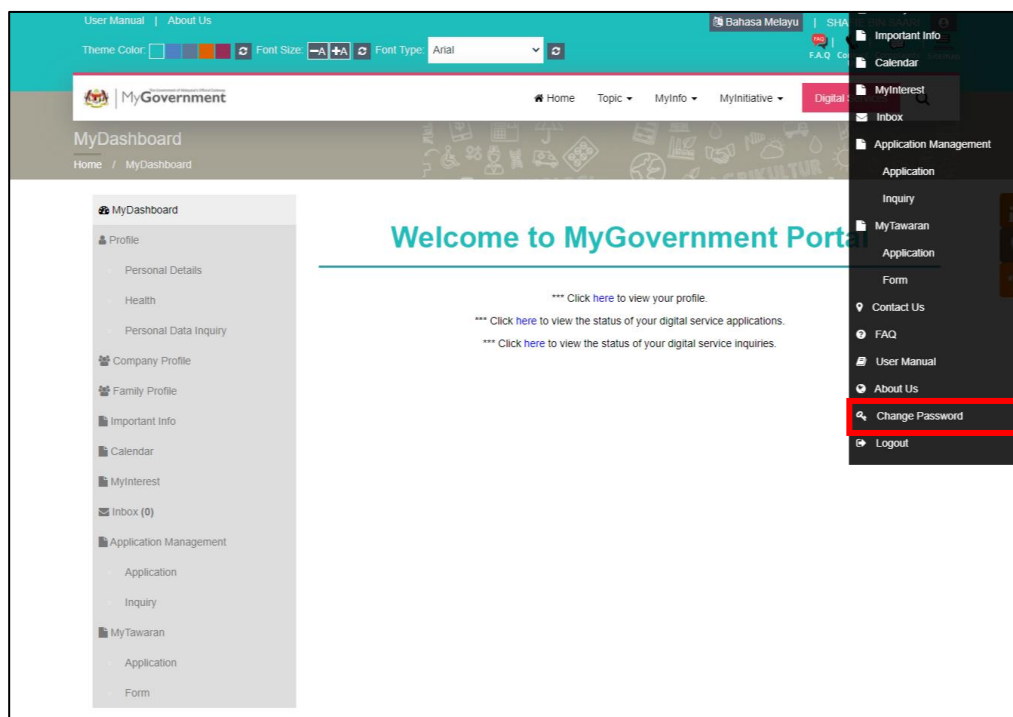 User Manual | About Us
Bahasa Melayu | SHA
Theme Color: Font Size: -A +A Font Type: Arial
F.A.Q Co
MyGovernment
Home Topic MyInfo MyInitiative Digital
MyDashboard
Home / MyDashboard
MyDashboard
Profile
Personal Details
Health
Personal Data Inquiry
Company Profile
Family Profile
Important Info
Calendar
MyInterest
Inbox (0)
Application Management
Application
Inquiry
MyTawaran
Application
Form
Welcome to MyGovernment Portal
*** Click here to view your profile.
*** Click here to view the status of your digital service applications.
*** Click here to view the status of your digital service inquiries.
Important Info
Calendar
MyInterest
Inbox
Application Management
Application
Inquiry
MyTawaran
Application
Form
Contact Us
FAQ
User Manual
About Us
Change Password
Logout